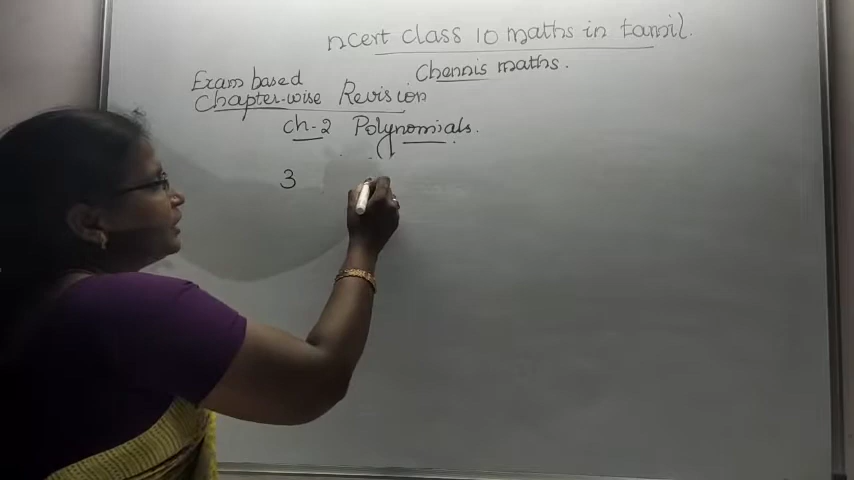 ncert class 10 maths in tamil.
Chennis maths.
Exam based
Chapter-wise Revision
Ch-2 Polynomials.
3